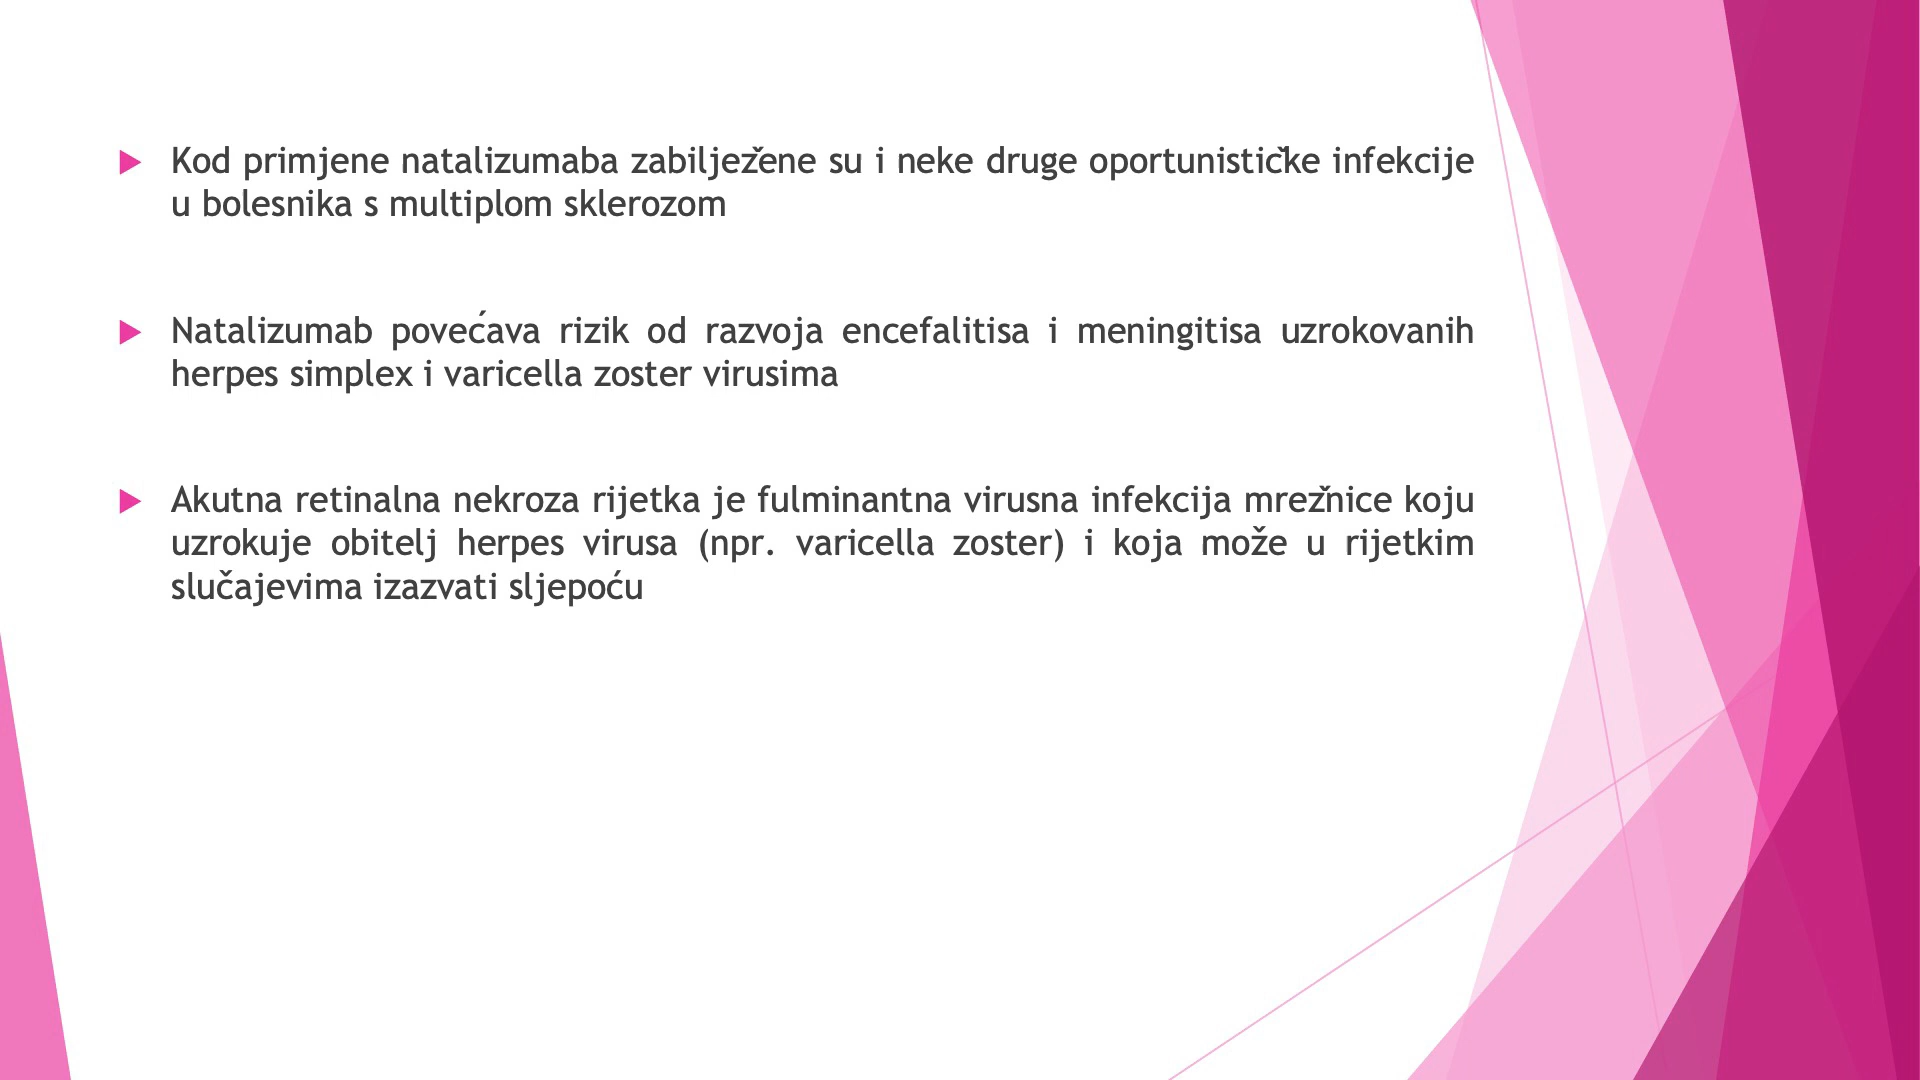 Kod primjene natalizumaba zabilježene su i neke druge oportunističke infekcije
u bolesnika s multiplom sklerozom
Natalizumab povećava rizik od razvoja encefalitisa i meningitisa uzrokovanih
herpes simplex i varicella zoster virusima
Akutna retinalna nekroza rijetka je fulminantna virusna infekcija mrežnice koju
uzrokuje obitelj herpes virusa (npr. varicella zoster) i koja može u rijetkim
slučajevima izazvati sljepoću